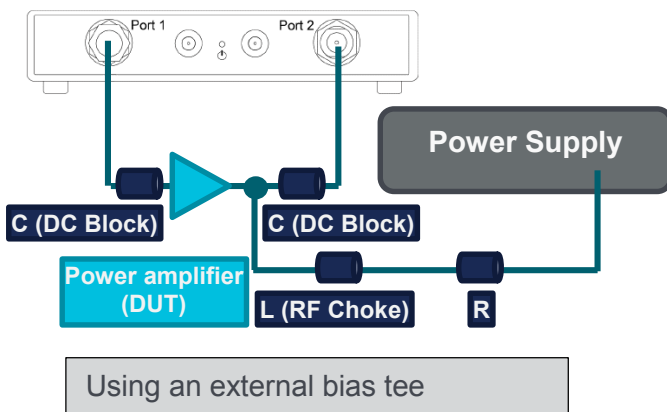 Port 1
Port 2
Power Supply
C (DC Block)
C (DC Block)
Power amplifier
(DUT)
L (RF Choke)
R
Using an external bias tee